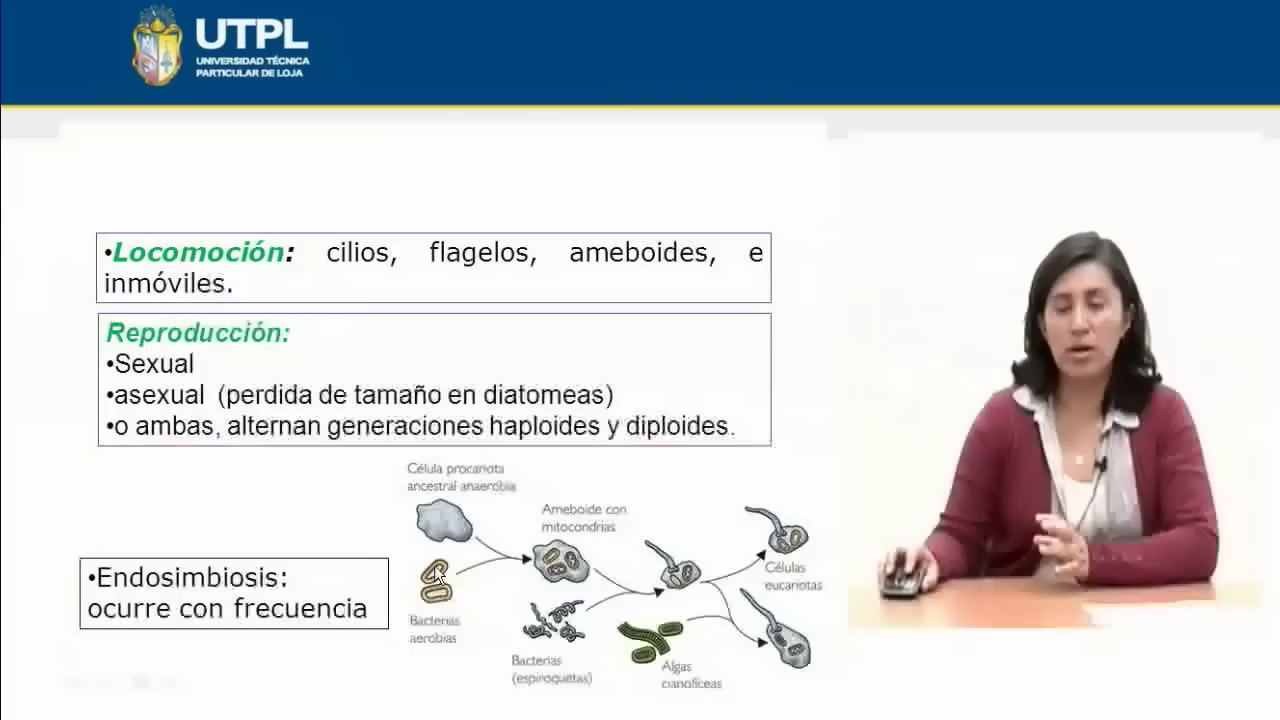 UTPL
UNIVERSIDAD TÉCNICA
PARTICULAR DE LOJA
•Locomoción: cilios, flagelos, ameboides, e
inmóviles.
Reproducción:
•Sexual
•asexual (perdida de tamaño en diatomeas)
•o ambas, alternan generaciones haploides y diploides.
•Endosimbiosis:
ocurre con frecuencia
Célula procariota
ancestral anaerobia
Ameboide con
mitocondrias
Bacterias
aerobias
Bacterias
(espiroquetas)
Algas
cianofíceas
Células
eucariotas